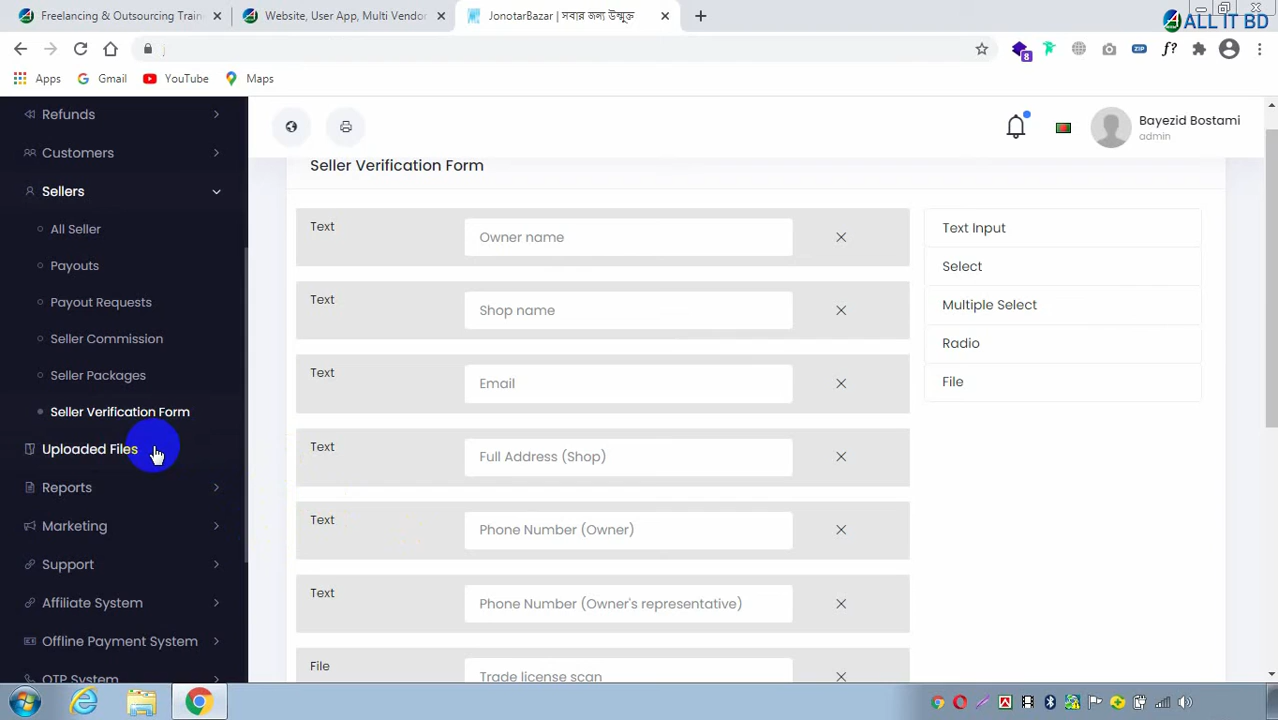 Freelancing & Outsourcing Train
Website, User App, Multi Vendor
JonotarBazar | সবার জন্য উন্মুক্ত
ALL IT BD
8
ZIP
f?
Apps
Gmail
YouTube
Maps
Refunds
Customers
Sellers
All Seller
Payouts
Payout Requests
Seller Commission
Seller Packages
Seller Verification Form
Uploaded Files
Reports
Marketing
Support
Affiliate System
Offline Payment System
OTP System
Bayezid Bostami
admin
Seller Verification Form
Text
Owner name
Text
Shop name
Text
Email
Text
Full Address (Shop)
Text
Phone Number (Owner)
Text
Phone Number (Owner's representative)
File
Trade license scan
Text Input
Select
Multiple Select
Radio
File